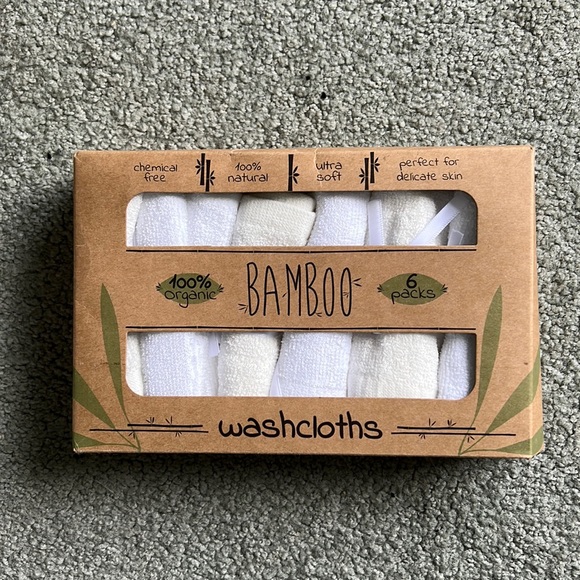 chemical free
100% natural
ultra soft
perfect for delicate skin
100% organic
BAMBOO
6 packs
washcloths